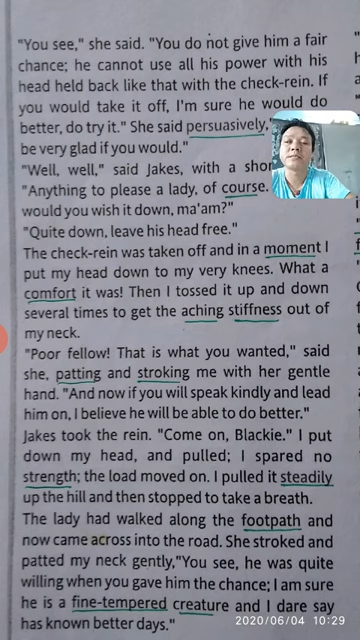 "You see," she said. "You do not give him a fair
chance; he cannot use all his power with his
head held back like that with the check-rein. If
you would take it off, I'm sure he would do
better, do try it." She said persuasively,
be very glad if you would."
"Well, well," said Jakes, with a
"Anything to please a lady, of course.
would you wish it down, ma'am?"
"Quite down, leave his head free."
The check-rein was taken off and in a moment I
put my head down to my very knees. What a
comfort it was! Then I tossed it up and down
several times to get the aching stiffness out of
my neck.
"Poor fellow! That is what you wanted," said
she, patting and stroking me with her gentle
hand. "And now if you will speak kindly and lead
him on, I believe he will be able to do better."
Jakes took the rein. "Come on, Blackie." I put
down my head, and pulled; I spared no
strength; the load moved on. I pulled it steadily
up the hill and then stopped to take a breath.
The lady had walked along the footpath and
now came across into the road. She stroked and
patted my neck gently,"You see, he was quite
willing when you gave him the chance; I am sure
he is a fine-tempered creature and I dare say
has known better days."
2020/06/04 10:29